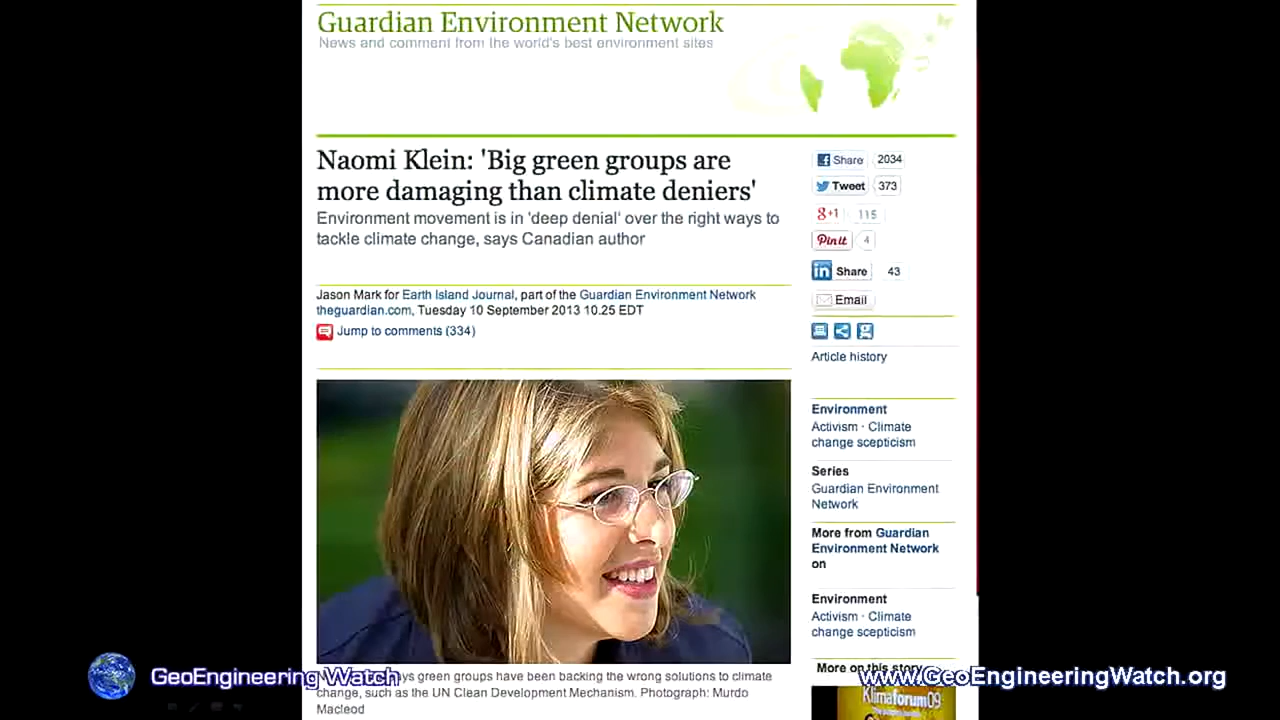 Guardian Environment Network
News and comment from the world's best environment sites
Naomi Klein: 'Big green groups are
more damaging than climate deniers'
Environment movement is in 'deep denial' over the right ways to
tackle climate change, says Canadian author
Jason Mark for Earth Island Journal, part of the Guardian Environment Network
theguardian.com, Tuesday 10 September 2013 10.25 EDT
Jump to comments (334)
green groups have been backing the wrong solutions to climate
change, such as the UN Clean Development Mechanism. Photograph: Murdo
Macleod
Share 2034
Tweet 373
g+1 115
Pin it 4
in Share 43
Email
Article history
Environment
Activism · Climate
change scepticism
Series
Guardian Environment
Network
More from Guardian
Environment Network
on
Environment
Activism · Climate
change scepticism
More on this story
Klimaforum09
GeoEngineering Watch
www.GeoEngineeringWatch.org